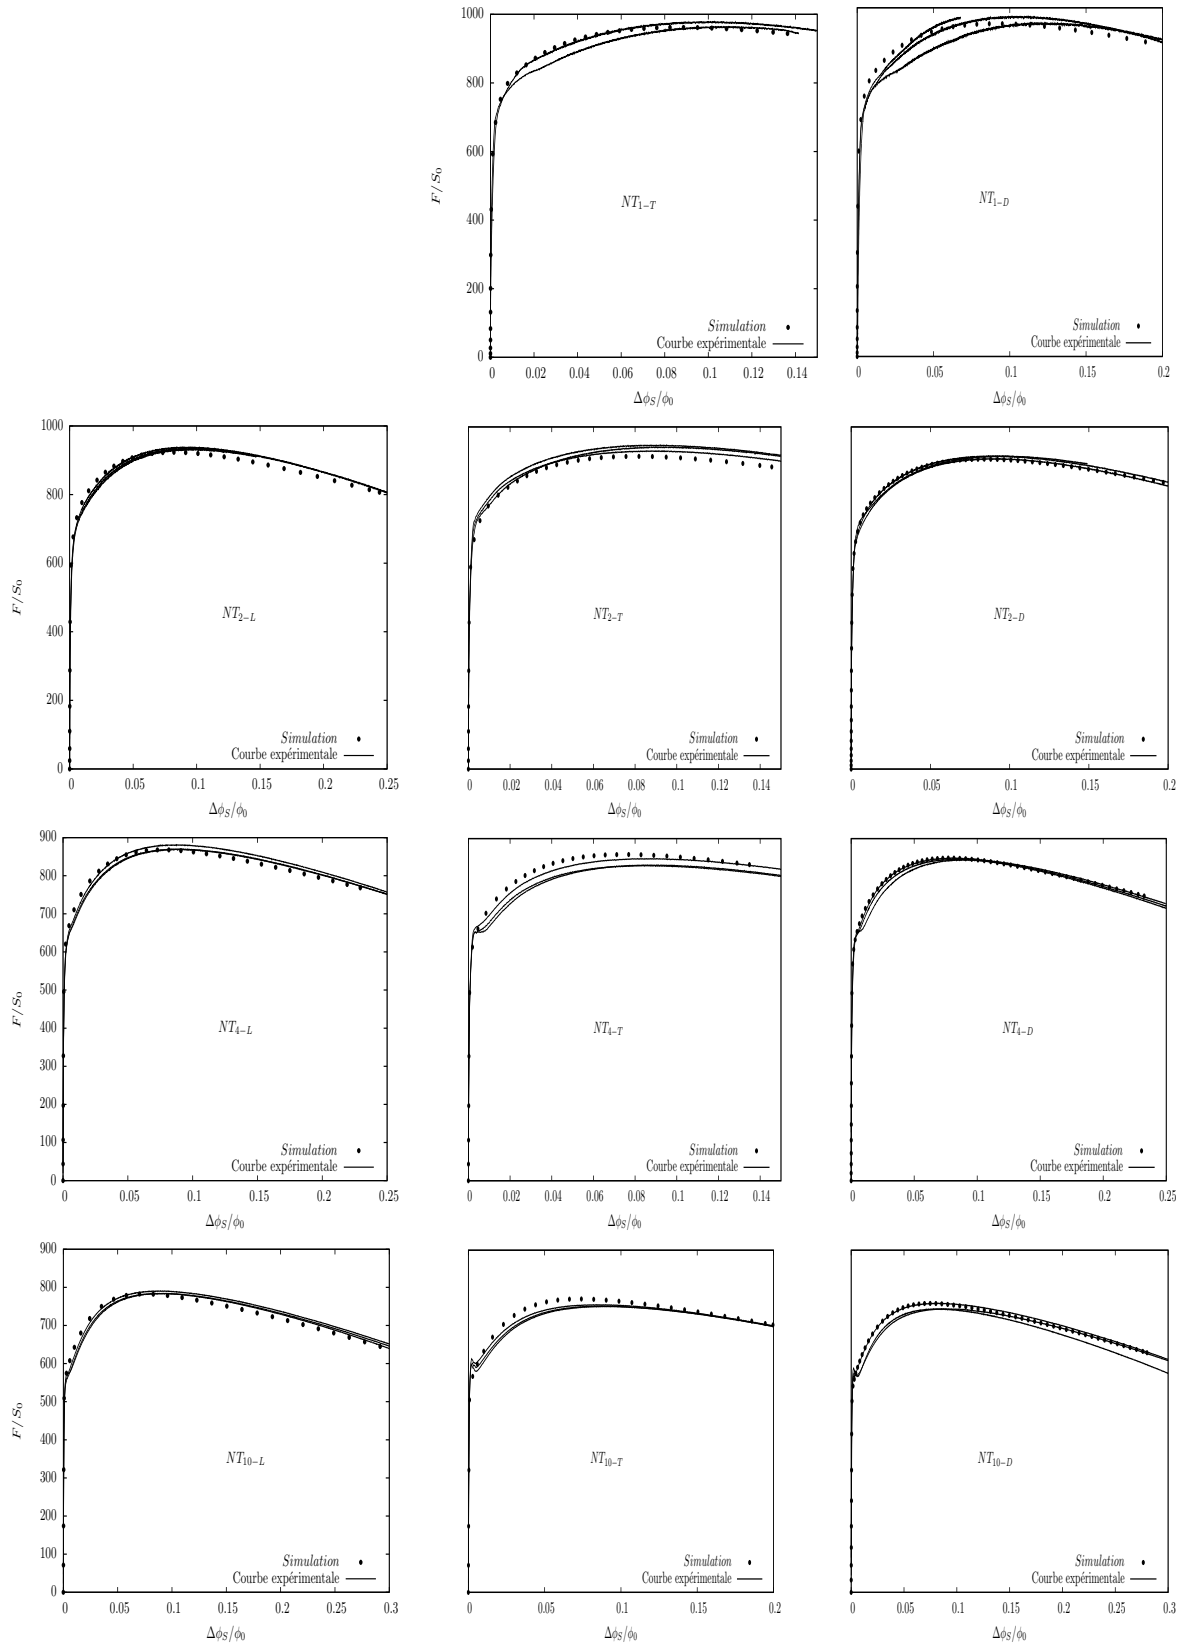 1000
800
600
400
200
0
F/S₀
NT₁₋T
Simulation
Courbe expérimentale
0 0.02 0.04 0.06 0.08 0.1 0.12 0.14
Δϕ_S/ϕ₀
NT₁₋D
Simulation
Courbe expérimentale
0 0.05 0.1 0.15 0.2
Δϕ_S/ϕ₀
1000
800
600
400
200
0
F/S₀
NT₂₋L
Simulation
Courbe expérimentale
0 0.05 0.1 0.15 0.2 0.25
Δϕ_S/ϕ₀
NT₂₋T
Simulation
Courbe expérimentale
0 0.02 0.04 0.06 0.08 0.1 0.12 0.14
Δϕ_S/ϕ₀
NT₂₋D
Simulation
Courbe expérimentale
0 0.05 0.1 0.15 0.2
Δϕ_S/ϕ₀
900
800
700
600
500
400
300
200
100
0
F/S₀
NT₄₋L
Simulation
Courbe expérimentale
0 0.05 0.1 0.15 0.2 0.25
Δϕ_S/ϕ₀
NT₄₋T
Simulation
Courbe expérimentale
0 0.02 0.04 0.06 0.08 0.1 0.12 0.14
Δϕ_S/ϕ₀
NT₄₋D
Simulation
Courbe expérimentale
0 0.05 0.1 0.15 0.2 0.25
Δϕ_S/ϕ₀
900
800
700
600
500
400
300
200
100
0
F/S₀
NT₁₀₋L
Simulation
Courbe expérimentale
0 0.05 0.1 0.15 0.2 0.25 0.3
Δϕ_S/ϕ₀
NT₁₀₋T
Simulation
Courbe expérimentale
0 0.05 0.1 0.15 0.2
Δϕ_S/ϕ₀
NT₁₀₋D
Simulation
Courbe expérimentale
0 0.05 0.1 0.15 0.2 0.25 0.3
Δϕ_S/ϕ₀